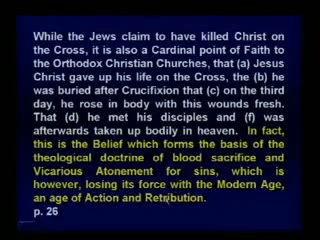 While the Jews claim to have killed Christ on
the Cross, it is also a Cardinal point of Faith to
the Orthodox Christian Churches, that (a) Jesus
Christ gave up his life on the Cross, the (b) he
was buried after Crucifixion that (c) on the third
day, he rose in body with this wounds fresh.
That (d) he met his disciples and (f) was
afterwards taken up bodily in heaven. In fact,
this is the Belief which forms the basis of the
theological doctrine of blood sacrifice and
Vicarious Atonement for sins, which is
however, losing its force with the Modern Age,
an age of Action and Retribution.
p. 26